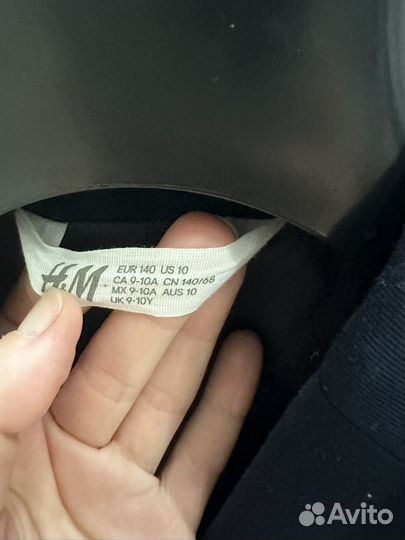 H&M
EUR 140 US 10
CA 9-10A CN 140/68
MX 9-10A AUS 10
UK 9-10Y
Avito